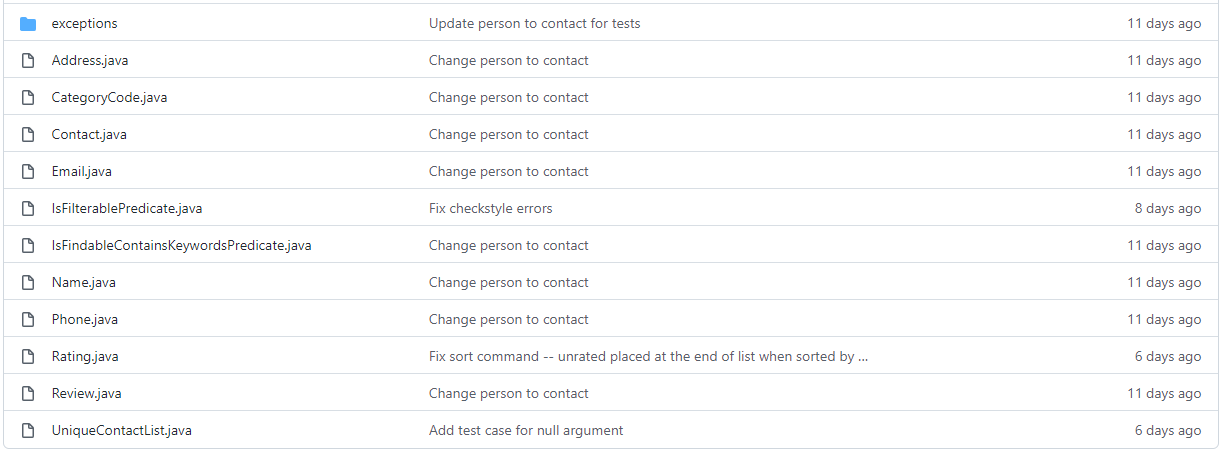 exceptions Update person to contact for tests 11 days ago
Address.java Change person to contact 11 days ago
CategoryCode.java Change person to contact 11 days ago
Contact.java Change person to contact 11 days ago
Email.java Change person to contact 11 days ago
IsFilterablePredicate.java Fix checkstyle errors 8 days ago
IsFindableContainsKeywordsPredicate.java Change person to contact 11 days ago
Name.java Change person to contact 11 days ago
Phone.java Change person to contact 11 days ago
Rating.java Fix sort command -- unrated placed at the end of list when sorted by ... 6 days ago
Review.java Change person to contact 11 days ago
UniqueContactList.java Add test case for null argument 6 days ago